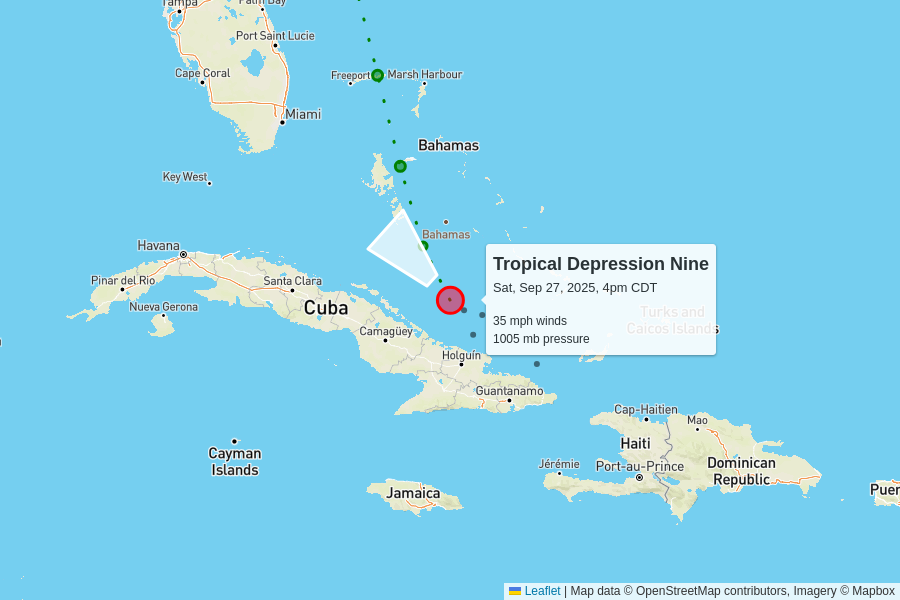 Tampa
Palm Bay
Port Saint Lucie
Cape Coral
Freeport
Marsh Harbour
Miami
Bahamas
Key West
Bahamas
Havana
Tropical Depression Nine
Sat, Sep 27, 2025, 4pm CDT
35 mph winds
1005 mb pressure
Turks and
Caicos Islands
Pinar del Rio
Santa Clara
Nueva Gerona
Cuba
Camagüey
Holguín
Guantanamo
Cap-Haitien
Mao
Haiti
Cayman
Islands
Jérémie
Port-au-Prince
Dominican
Republic
Jamaica
Puer
Leaflet | Map data © OpenStreetMap contributors, Imagery © Mapbox